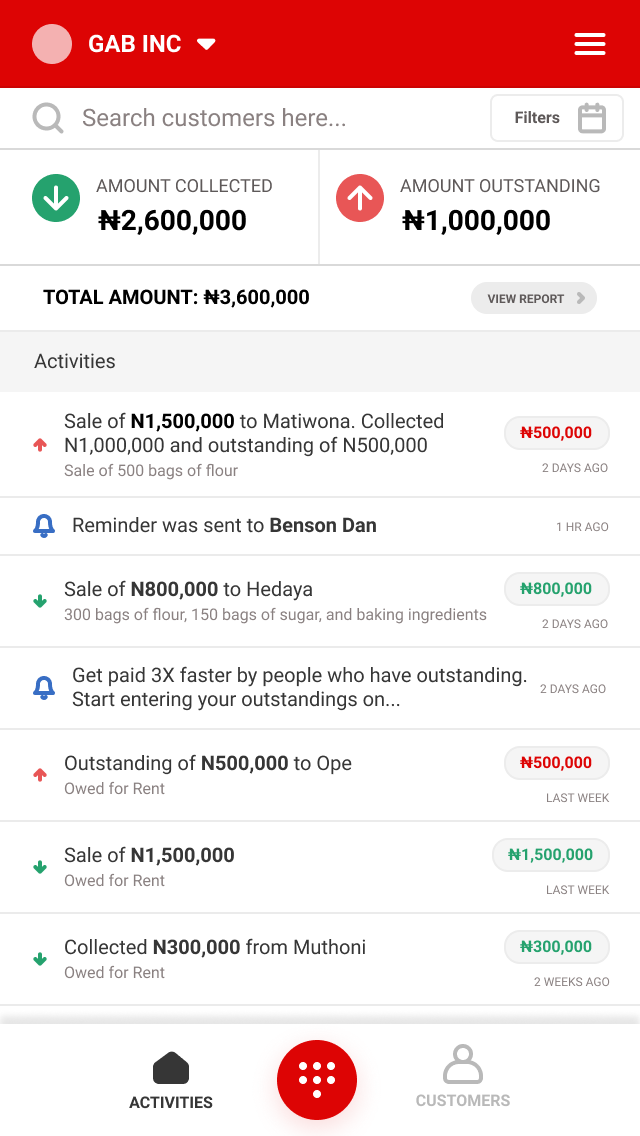 GAB INC
Search customers here...
Filters
AMOUNT COLLECTED
₦2,600,000
AMOUNT OUTSTANDING
₦1,000,000
TOTAL AMOUNT: ₦3,600,000
VIEW REPORT
Activities
Sale of N1,500,000 to Matiwona. Collected
N1,000,000 and outstanding of N500,000
Sale of 500 bags of flour
₦500,000
2 DAYS AGO
Reminder was sent to Benson Dan
1 HR AGO
Sale of N800,000 to Hedaya
300 bags of flour, 150 bags of sugar, and baking ingredients
₦800,000
2 DAYS AGO
Get paid 3X faster by people who have outstanding.
Start entering your outstandings on...
2 DAYS AGO
Outstanding of N500,000 to Ope
Owed for Rent
₦500,000
LAST WEEK
Sale of N1,500,000
Owed for Rent
₦1,500,000
LAST WEEK
Collected N300,000 from Muthoni
Owed for Rent
₦300,000
2 WEEKS AGO
ACTIVITIES
CUSTOMERS